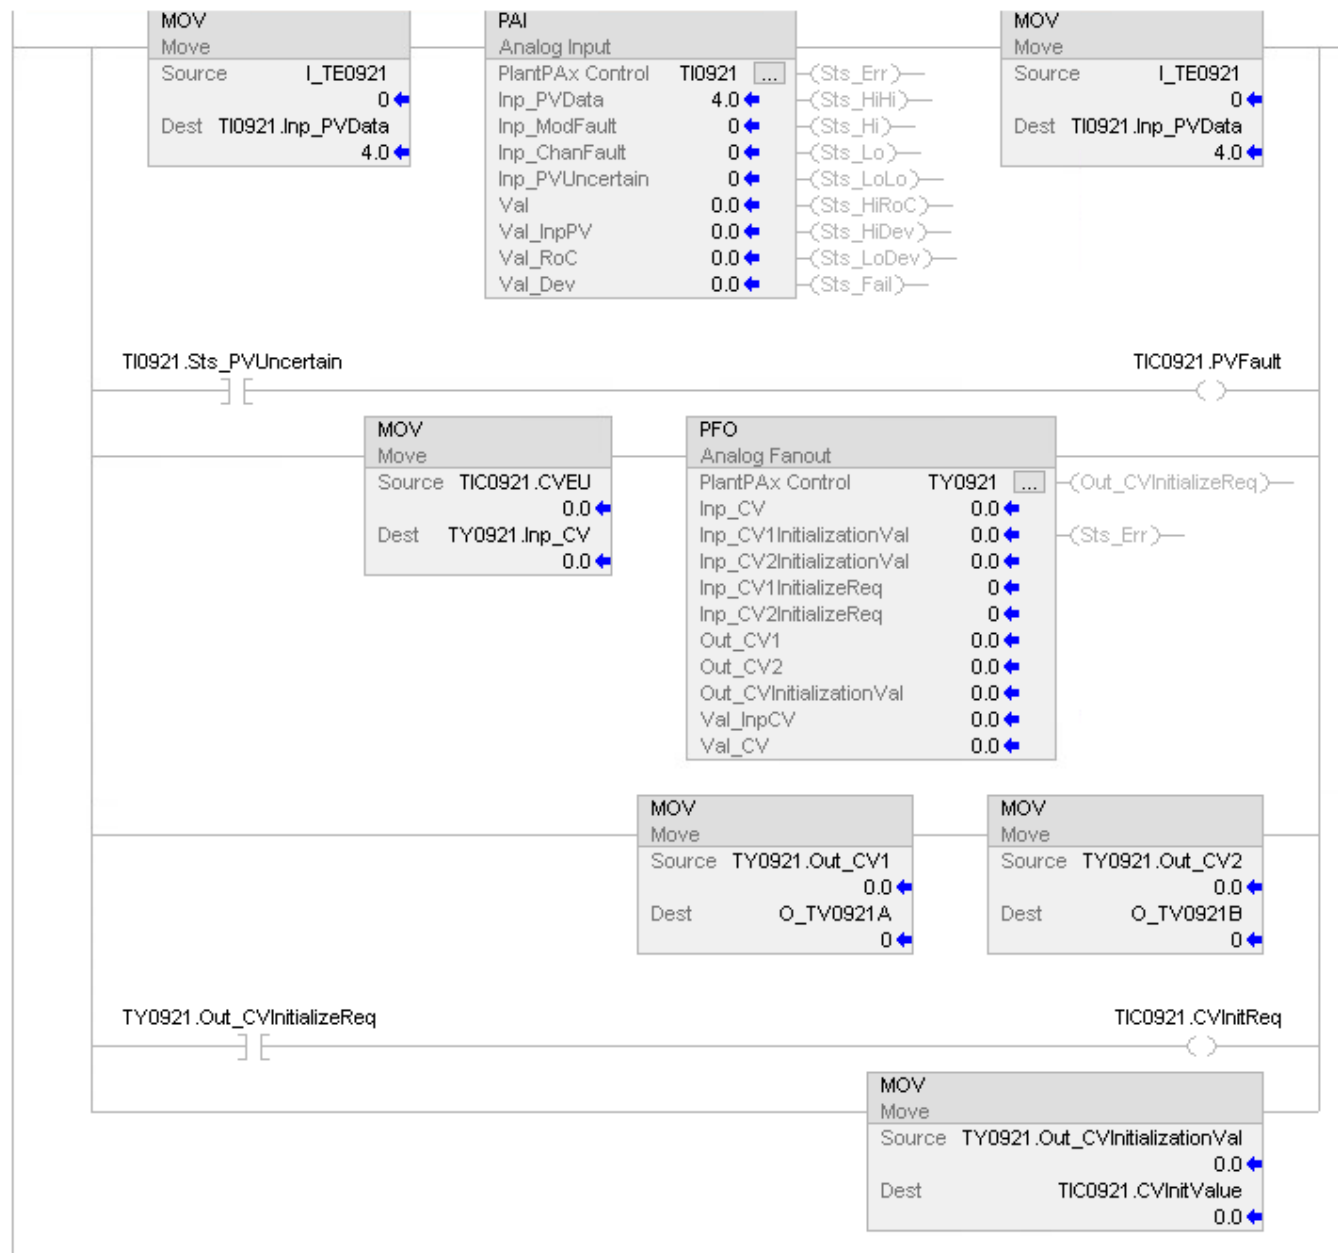 MOV
Move
Source I_TE0921
0
Dest TI0921.Inp_PVData
4.0
PAI
Analog Input
PlantPAx Control TI0921 ...
Inp_PVData 4.0
Inp_ModFault 0
Inp_ChanFault 0
Inp_PVUncertain 0
Val 0.0
Val_InpPV 0.0
Val_RoC 0.0
Val_Dev 0.0
(Sts_Err)
(Sts_HiHi)
(Sts_Hi)
(Sts_Lo)
(Sts_LoLo)
(Sts_HiRoC)
(Sts_HiDev)
(Sts_LoDev)
(Sts_Fail)
MOV
Move
Source I_TE0921
0
Dest TI0921.Inp_PVData
4.0
TI0921.Sts_PVUncertain
TIC0921.PVFault
MOV
Move
Source TIC0921.CVEU
0.0
Dest TY0921.Inp_CV
0.0
PFO
Analog Fanout
PlantPAx Control TY0921 ...
Inp_CV 0.0
Inp_CV1InitializationVal 0.0
Inp_CV2InitializationVal 0.0
Inp_CV1InitializeReq 0
Inp_CV2InitializeReq 0
Out_CV1 0.0
Out_CV2 0.0
Out_CVInitializationVal 0.0
Val_InpCV 0.0
Val_CV 0.0
(Out_CVInitializeReq)
(Sts_Err)
MOV
Move
Source TY0921.Out_CV1
0.0
Dest O_TV0921A
0
MOV
Move
Source TY0921.Out_CV2
0.0
Dest O_TV0921B
0
TY0921.Out_CVInitializeReq
TIC0921.CVInitReq
MOV
Move
Source TY0921.Out_CVInitializationVal
0.0
Dest TIC0921.CVInitValue
0.0